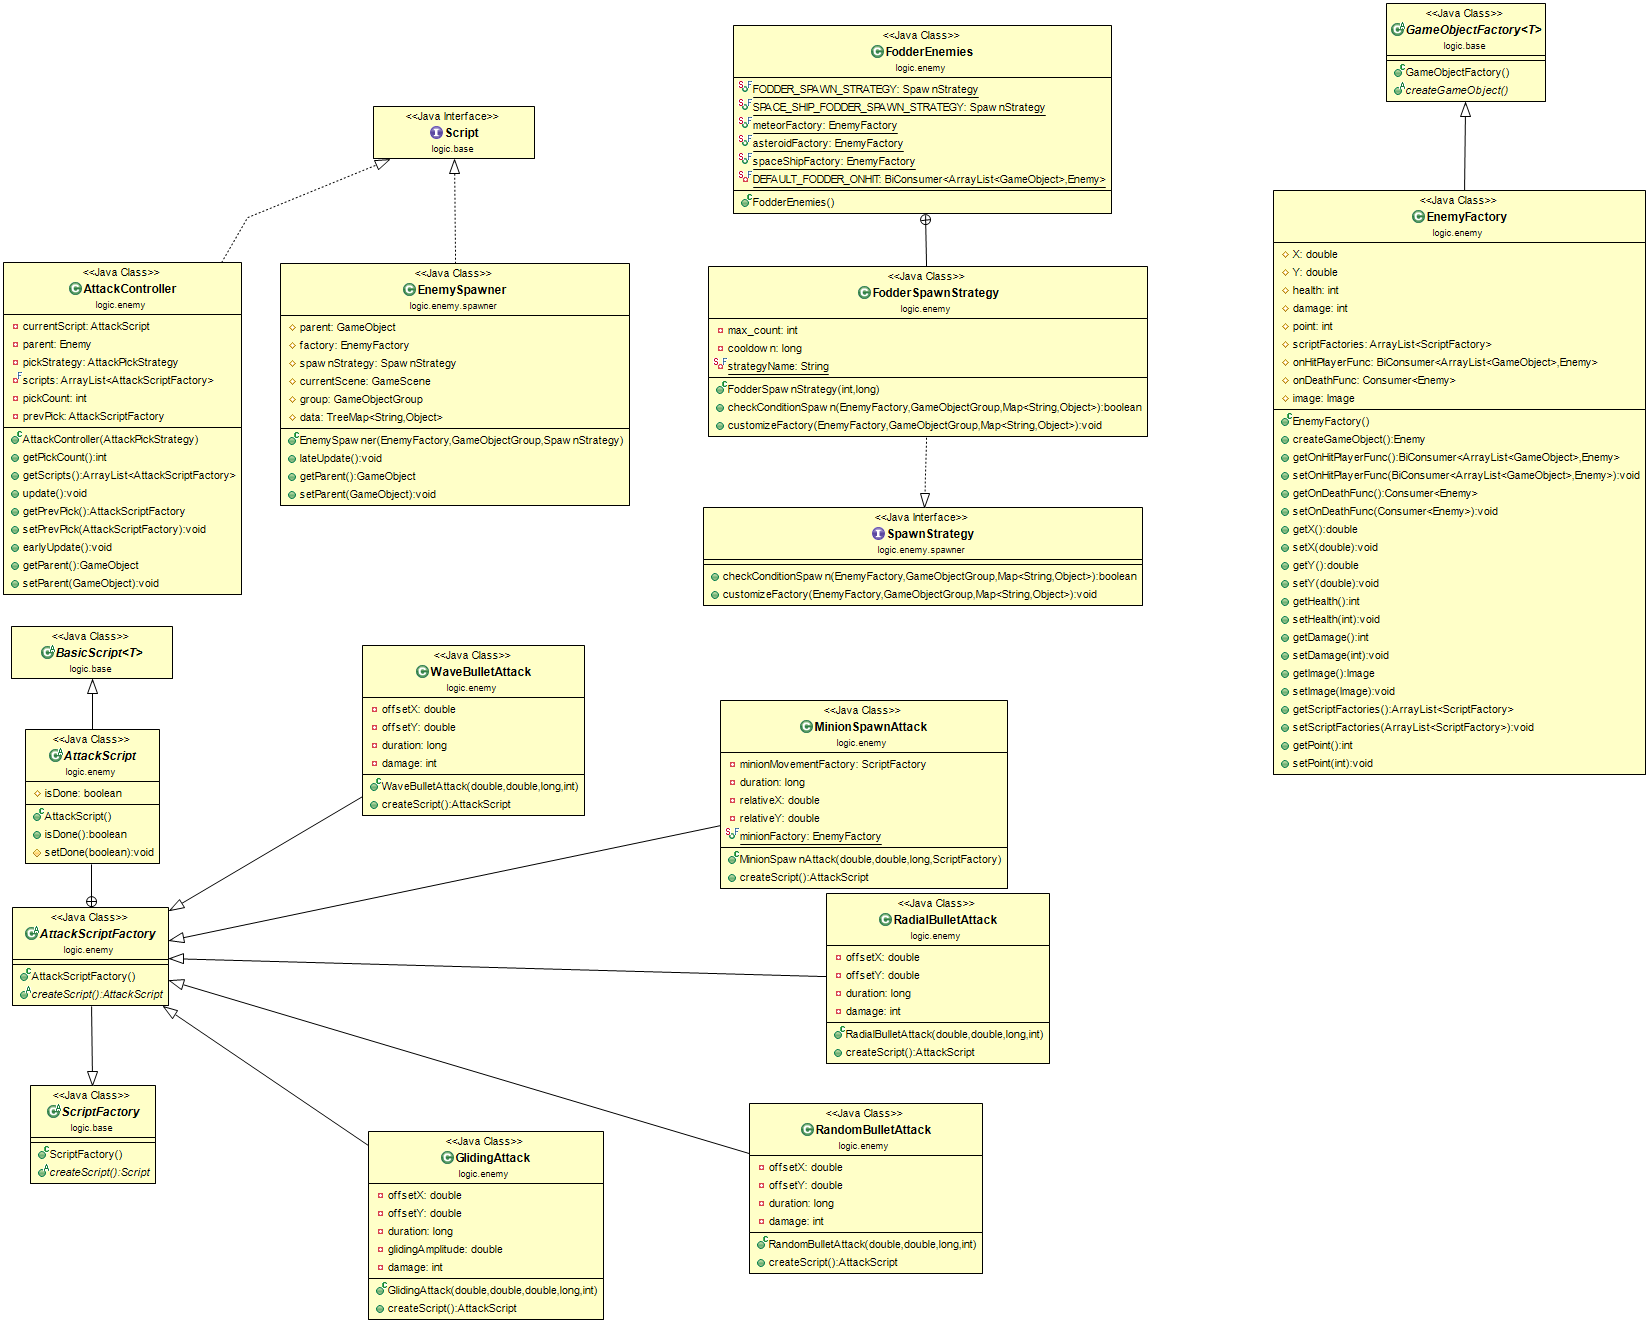 <<Java Class>>
GameObjectFactory<T>
logic.base
GameObjectFactory()
createGameObject()
<<Java Class>>
FodderEnemies
logic.enemy
FODDER_SPAWN_STRATEGY: SpawnStrategy
SPACE_SHIP_FODDER_SPAWN_STRATEGY: SpawnStrategy
meteorFactory: EnemyFactory
asteroidFactory: EnemyFactory
spaceShipFactory: EnemyFactory
DEFAULT_FODDER_ONHIT: BiConsumer<ArrayList<GameObject>,Enemy>
FodderEnemies()
<<Java Interface>>
Script
logic.base
<<Java Class>>
EnemyFactory
logic.enemy
X: double
Y: double
health: int
damage: int
point: int
scriptFactories: ArrayList<ScriptFactory>
onHitPlayerFunc: BiConsumer<ArrayList<GameObject>,Enemy>
onDeathFunc: Consumer<Enemy>
image: Image
EnemyFactory()
createGameObject():Enemy
getOnHitPlayerFunc():BiConsumer<ArrayList<GameObject>,Enemy>
setOnHitPlayerFunc(BiConsumer<ArrayList<GameObject>,Enemy>):void
getOnDeathFunc():Consumer<Enemy>
setOnDeathFunc(Consumer<Enemy>):void
getX():double
setX(double):void
getY():double
setY(double):void
getHealth():int
setHealth(int):void
getDamage():int
setDamage(int):void
getImage():Image
setImage(Image):void
getScriptFactories():ArrayList<ScriptFactory>
setScriptFactories(ArrayList<ScriptFactory>):void
getPoint():int
setPoint(int):void
<<Java Class>>
AttackController
logic.enemy
currentScript: AttackScript
parent: Enemy
pickStrategy: AttackPickStrategy
scripts: ArrayList<AttackScriptFactory>
pickCount: int
prevPick: AttackScriptFactory
AttackController(AttackPickStrategy)
getPickCount():int
getScripts():ArrayList<AttackScriptFactory>
update():void
getPrevPick():AttackScriptFactory
setPrevPick(AttackScriptFactory):void
earlyUpdate():void
getParent():GameObject
setParent(GameObject):void
<<Java Class>>
EnemySpawner
logic.enemy.spawner
parent: GameObject
factory: EnemyFactory
spawnStrategy: SpawnStrategy
currentScene: GameScene
group: GameObjectGroup
data: TreeMap<String,Object>
EnemySpawner(EnemyFactory,GameObjectGroup,SpawnStrategy)
lateUpdate():void
getParent():GameObject
setParent(GameObject):void
<<Java Class>>
FodderSpawnStrategy
logic.enemy
max_count: int
cooldown: long
strategyName: String
FodderSpawnStrategy(int,long)
checkConditionSpawn(EnemyFactory,GameObjectGroup,Map<String,Object>):boolean
customizeFactory(EnemyFactory,GameObjectGroup,Map<String,Object>):void
<<Java Interface>>
SpawnStrategy
logic.enemy.spawner
checkConditionSpawn(EnemyFactory,GameObjectGroup,Map<String,Object>):boolean
customizeFactory(EnemyFactory,GameObjectGroup,Map<String,Object>):void
<<Java Class>>
BasicScript<T>
logic.base
<<Java Class>>
AttackScript
logic.enemy
isDone: boolean
AttackScript()
isDone():boolean
setDone(boolean):void
<<Java Class>>
WaveBulletAttack
logic.enemy
offsetX: double
offsetY: double
duration: long
damage: int
WaveBulletAttack(double,double,long,int)
createScript():AttackScript
<<Java Class>>
MinionSpawnAttack
logic.enemy
minionMovementFactory: ScriptFactory
duration: long
relativeX: double
relativeY: double
minionFactory: EnemyFactory
MinionSpawnAttack(double,double,long,ScriptFactory)
createScript():AttackScript
<<Java Class>>
AttackScriptFactory
logic.enemy
AttackScriptFactory()
createScript():AttackScript
<<Java Class>>
RadialBulletAttack
logic.enemy
offsetX: double
offsetY: double
duration: long
damage: int
RadialBulletAttack(double,double,long,int)
createScript():AttackScript
<<Java Class>>
ScriptFactory
logic.base
ScriptFactory()
createScript():Script
<<Java Class>>
GlidingAttack
logic.enemy
offsetX: double
offsetY: double
duration: long
glidingAmplitude: double
damage: int
GlidingAttack(double,double,double,long,int)
createScript():AttackScript
<<Java Class>>
RandomBulletAttack
logic.enemy
offsetX: double
offsetY: double
duration: long
damage: int
RandomBulletAttack(double,double,long,int)
createScript():AttackScript